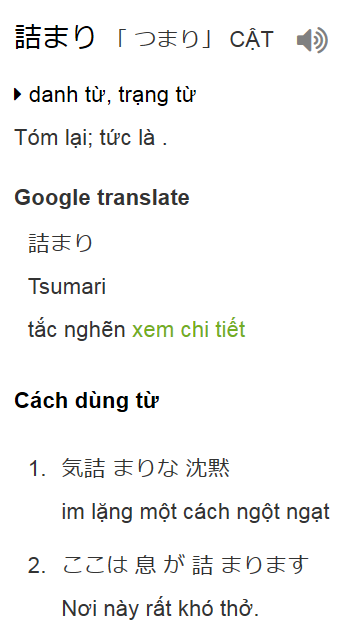 詰まり 「 つまり」 CẬT
danh từ, trạng từ
Tóm lại; tức là .
Google translate
詰まり
Tsumari
tắc nghẽn xem chi tiết
Cách dùng từ
1. 気詰 まりな 沈黙
im lặng một cách ngột ngạt
2. ここは 息 が 詰 まります
Nơi này rất khó thở.